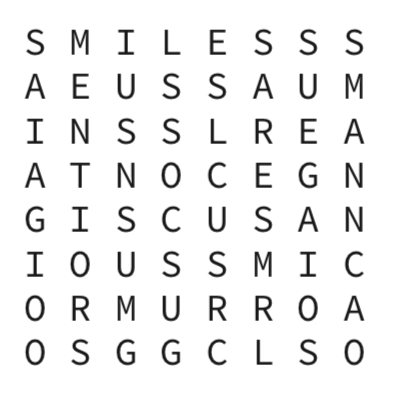 S M I L E S S S
A E U S S A U M
I N S S L R E A
A T N O C E G N
G I S C U S A N
I O U S S M I C
O R M U R R O A
O S G G C L S O